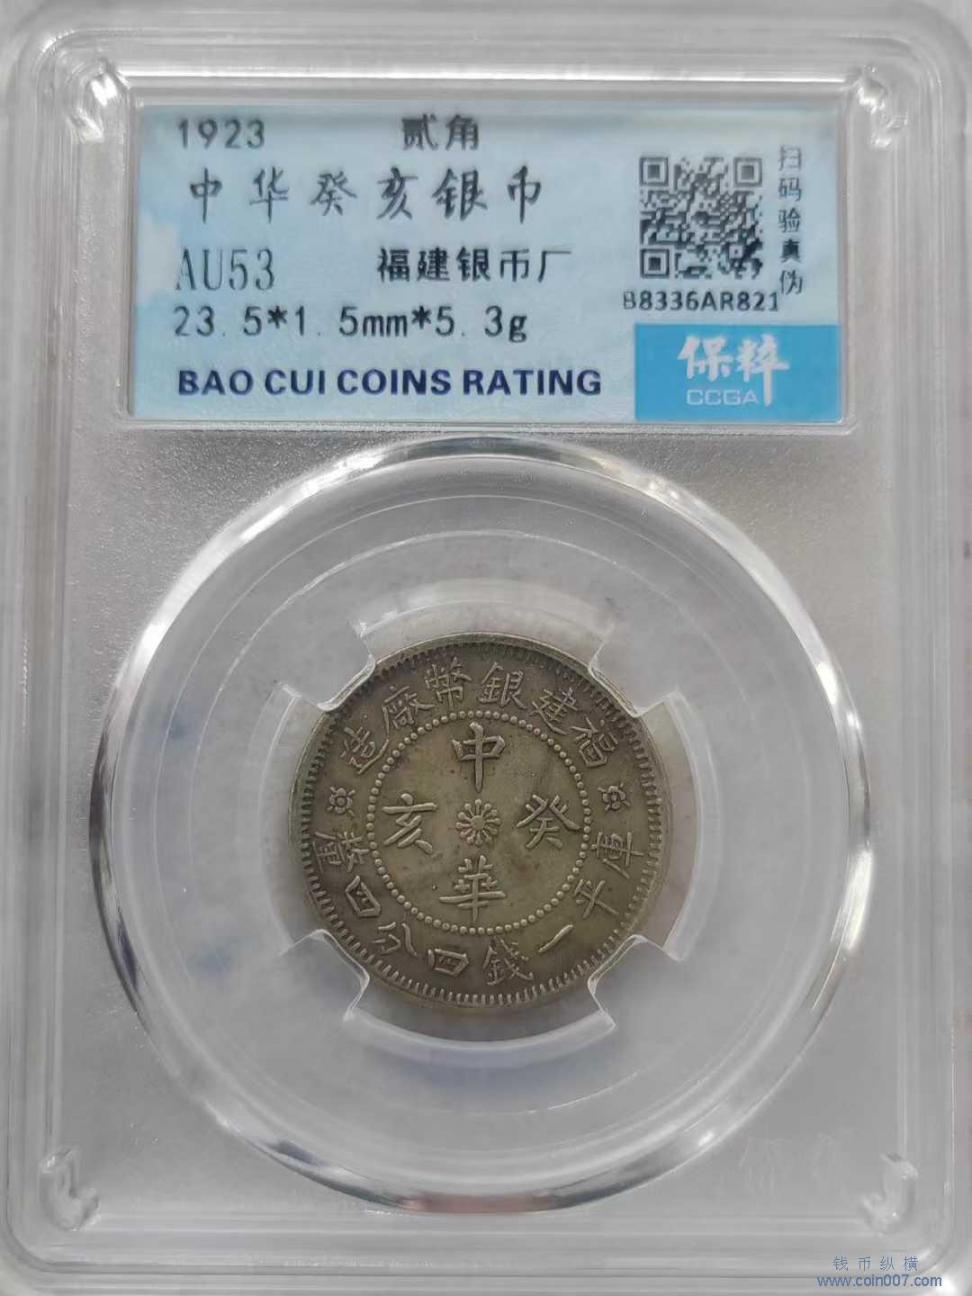 1923 贰角
中华癸亥银币
AU53 福建银币厂
23.5*1.5mm*5.3g
BAO CUI COINS RATING
扫码验真伪
B8336AR821
保粹
CCGA
福建銀幣廠造
中
癸
亥
華
庫平一錢四分四釐
钱币纵横
www.coin007.com